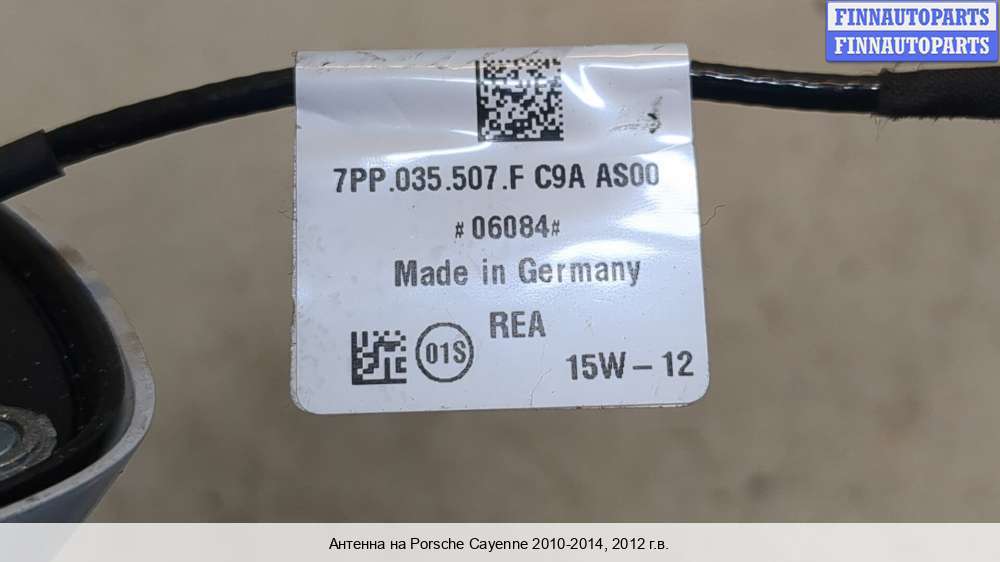 FINNAUTOPARTS
FINNAUTOPARTS
7PP.035.507.F C9A AS00
#06084#
Made in Germany
REA
01S
15W – 12
Антенна на Porsche Cayenne 2010-2014, 2012 г.в.